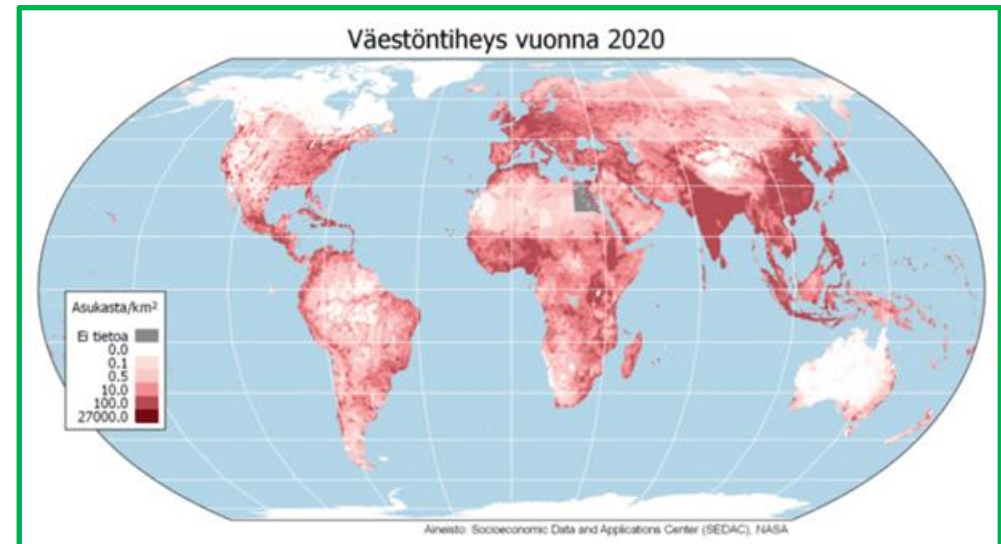 Väestöntiheys vuonna 2020
Asukasta/km²
Ei tietoa
0.0
0.1
0.5
10.0
100.0
27000.0
Aineisto: Socioeconomic Data and Applications Center (SEDAC), NASA